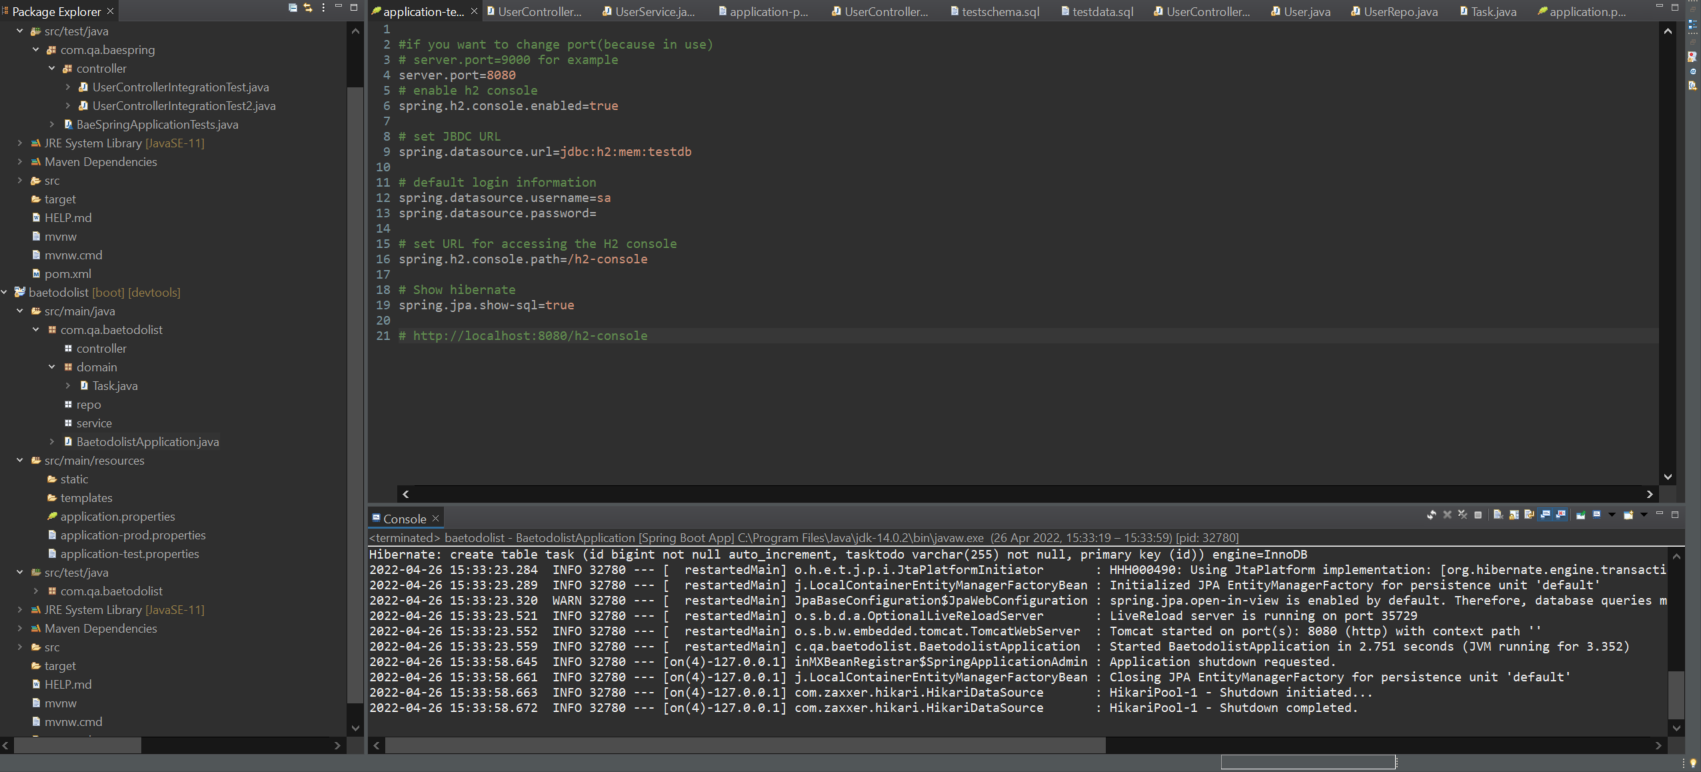 Package Explorer
src/test/java
com.qa.baespring
controller
UserControllerIntegrationTest.java
UserControllerIntegrationTest2.java
BaeSpringApplicationTests.java
JRE System Library [JavaSE-11]
Maven Dependencies
src
target
HELP.md
mvnw
mvnw.cmd
pom.xml
baetodolist [boot] [devtools]
src/main/java
com.qa.baetodolist
controller
domain
Task.java
repo
service
BaetodolistApplication.java
src/main/resources
static
templates
application.properties
application-prod.properties
application-test.properties
src/test/java
com.qa.baetodolist
JRE System Library [JavaSE-11]
Maven Dependencies
src
target
HELP.md
mvnw
mvnw.cmd
application-te... UserController... UserService.ja... application-p... UserController... testschema.sql testdata.sql UserController... User.java UserRepo.java Task.java application.p...
1
2 #if you want to change port(because in use)
3 # server.port=9000 for example
4 server.port=8080
5 # enable h2 console
6 spring.h2.console.enabled=true
7
8 # set JBDC URL
9 spring.datasource.url=jdbc:h2:mem:testdb
10
11 # default login information
12 spring.datasource.username=sa
13 spring.datasource.password=
14
15 # set URL for accessing the H2 console
16 spring.h2.console.path=/h2-console
17
18 # Show hibernate
19 spring.jpa.show-sql=true
20
21 # http://localhost:8080/h2-console
Console
<terminated> baetodolist - BaetodolistApplication [Spring Boot App] C:\Program Files\Java\jdk-14.0.2\bin\javaw.exe (26 Apr 2022, 15:33:19 – 15:33:59) [pid: 32780]
Hibernate: create table task (id bigint not null auto_increment, tasktodo varchar(255) not null, primary key (id)) engine=InnoDB
2022-04-26 15:33:23.284 INFO 32780 --- [ restartedMain] o.h.e.t.j.p.i.JtaPlatformInitiator : HHH000490: Using JtaPlatform implementation: [org.hibernate.engine.transacti
2022-04-26 15:33:23.289 INFO 32780 --- [ restartedMain] j.LocalContainerEntityManagerFactoryBean : Initialized JPA EntityManagerFactory for persistence unit 'default'
2022-04-26 15:33:23.320 WARN 32780 --- [ restartedMain] JpaBaseConfiguration$JpaWebConfiguration : spring.jpa.open-in-view is enabled by default. Therefore, database queries m
2022-04-26 15:33:23.521 INFO 32780 --- [ restartedMain] o.s.b.d.a.OptionalLiveReloadServer : LiveReload server is running on port 35729
2022-04-26 15:33:23.552 INFO 32780 --- [ restartedMain] o.s.b.w.embedded.tomcat.TomcatWebServer : Tomcat started on port(s): 8080 (http) with context path ''
2022-04-26 15:33:23.559 INFO 32780 --- [ restartedMain] c.qa.baetodolist.BaetodolistApplication : Started BaetodolistApplication in 2.751 seconds (JVM running for 3.352)
2022-04-26 15:33:58.645 INFO 32780 --- [on(4)-127.0.0.1] inMXBeanRegistrar$SpringApplicationAdmin : Application shutdown requested.
2022-04-26 15:33:58.661 INFO 32780 --- [on(4)-127.0.0.1] j.LocalContainerEntityManagerFactoryBean : Closing JPA EntityManagerFactory for persistence unit 'default'
2022-04-26 15:33:58.663 INFO 32780 --- [on(4)-127.0.0.1] com.zaxxer.hikari.HikariDataSource : HikariPool-1 - Shutdown initiated...
2022-04-26 15:33:58.672 INFO 32780 --- [on(4)-127.0.0.1] com.zaxxer.hikari.HikariDataSource : HikariPool-1 - Shutdown completed.